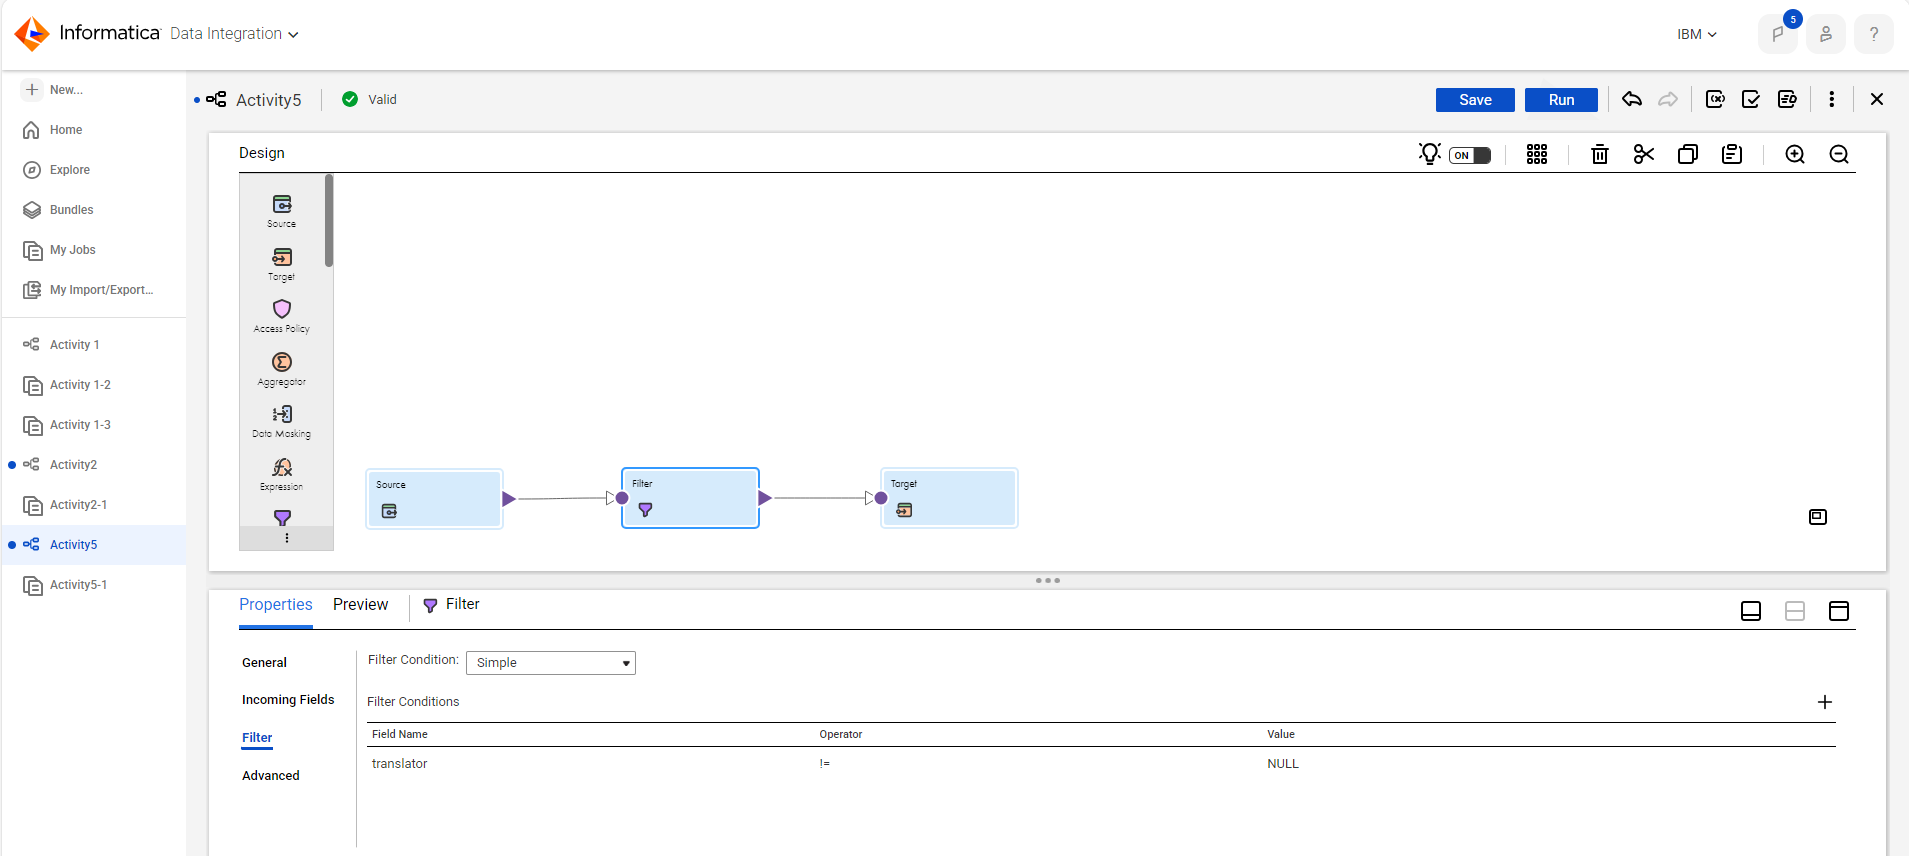 Informatica Data Integration
IBM
5
?
New...
Home
Explore
Bundles
My Jobs
My Import/Export...
Activity 1
Activity 1-2
Activity 1-3
Activity2
Activity2-1
Activity5
Activity5-1
Activity5
Valid
Save
Run
Design
ON
Source
Target
Access Policy
Aggregator
Data Masking
Expression
Source
Filter
Target
Properties
Preview
Filter
General
Incoming Fields
Filter
Advanced
Filter Condition: Simple
Filter Conditions
Field Name Operator Value
translator != NULL